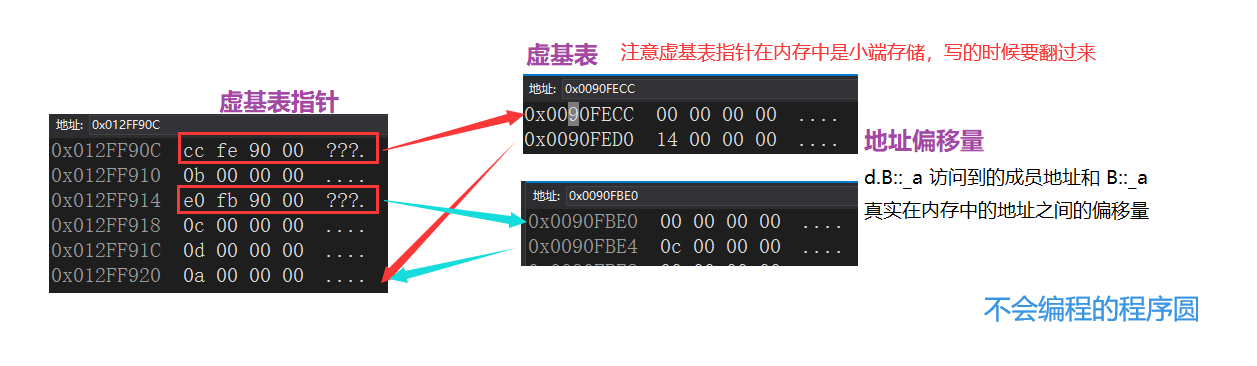 虚基表指针
地址: 0x012FF90C
0x012FF90C cc fe 90 00 ???.
0x012FF910 0b 00 00 00 ....
0x012FF914 e0 fb 90 00 ???.
0x012FF918 0c 00 00 00 ....
0x012FF91C 0d 00 00 00 ....
0x012FF920 0a 00 00 00 ....
虚基表 注意虚基表指针在内存中是小端存储，写的时候要翻过来
地址: 0x0090FECC
0x0090FECC 00 00 00 00 ....
0x0090FED0 14 00 00 00 ....
地址: 0x0090FBE0
0x0090FBE0 00 00 00 00 ....
0x0090FBE4 0c 00 00 00 ....
地址偏移量
d.B::_a 访问到的成员地址和 B::_a
真实在内存中的地址之间的偏移量
不会编程的程序圆